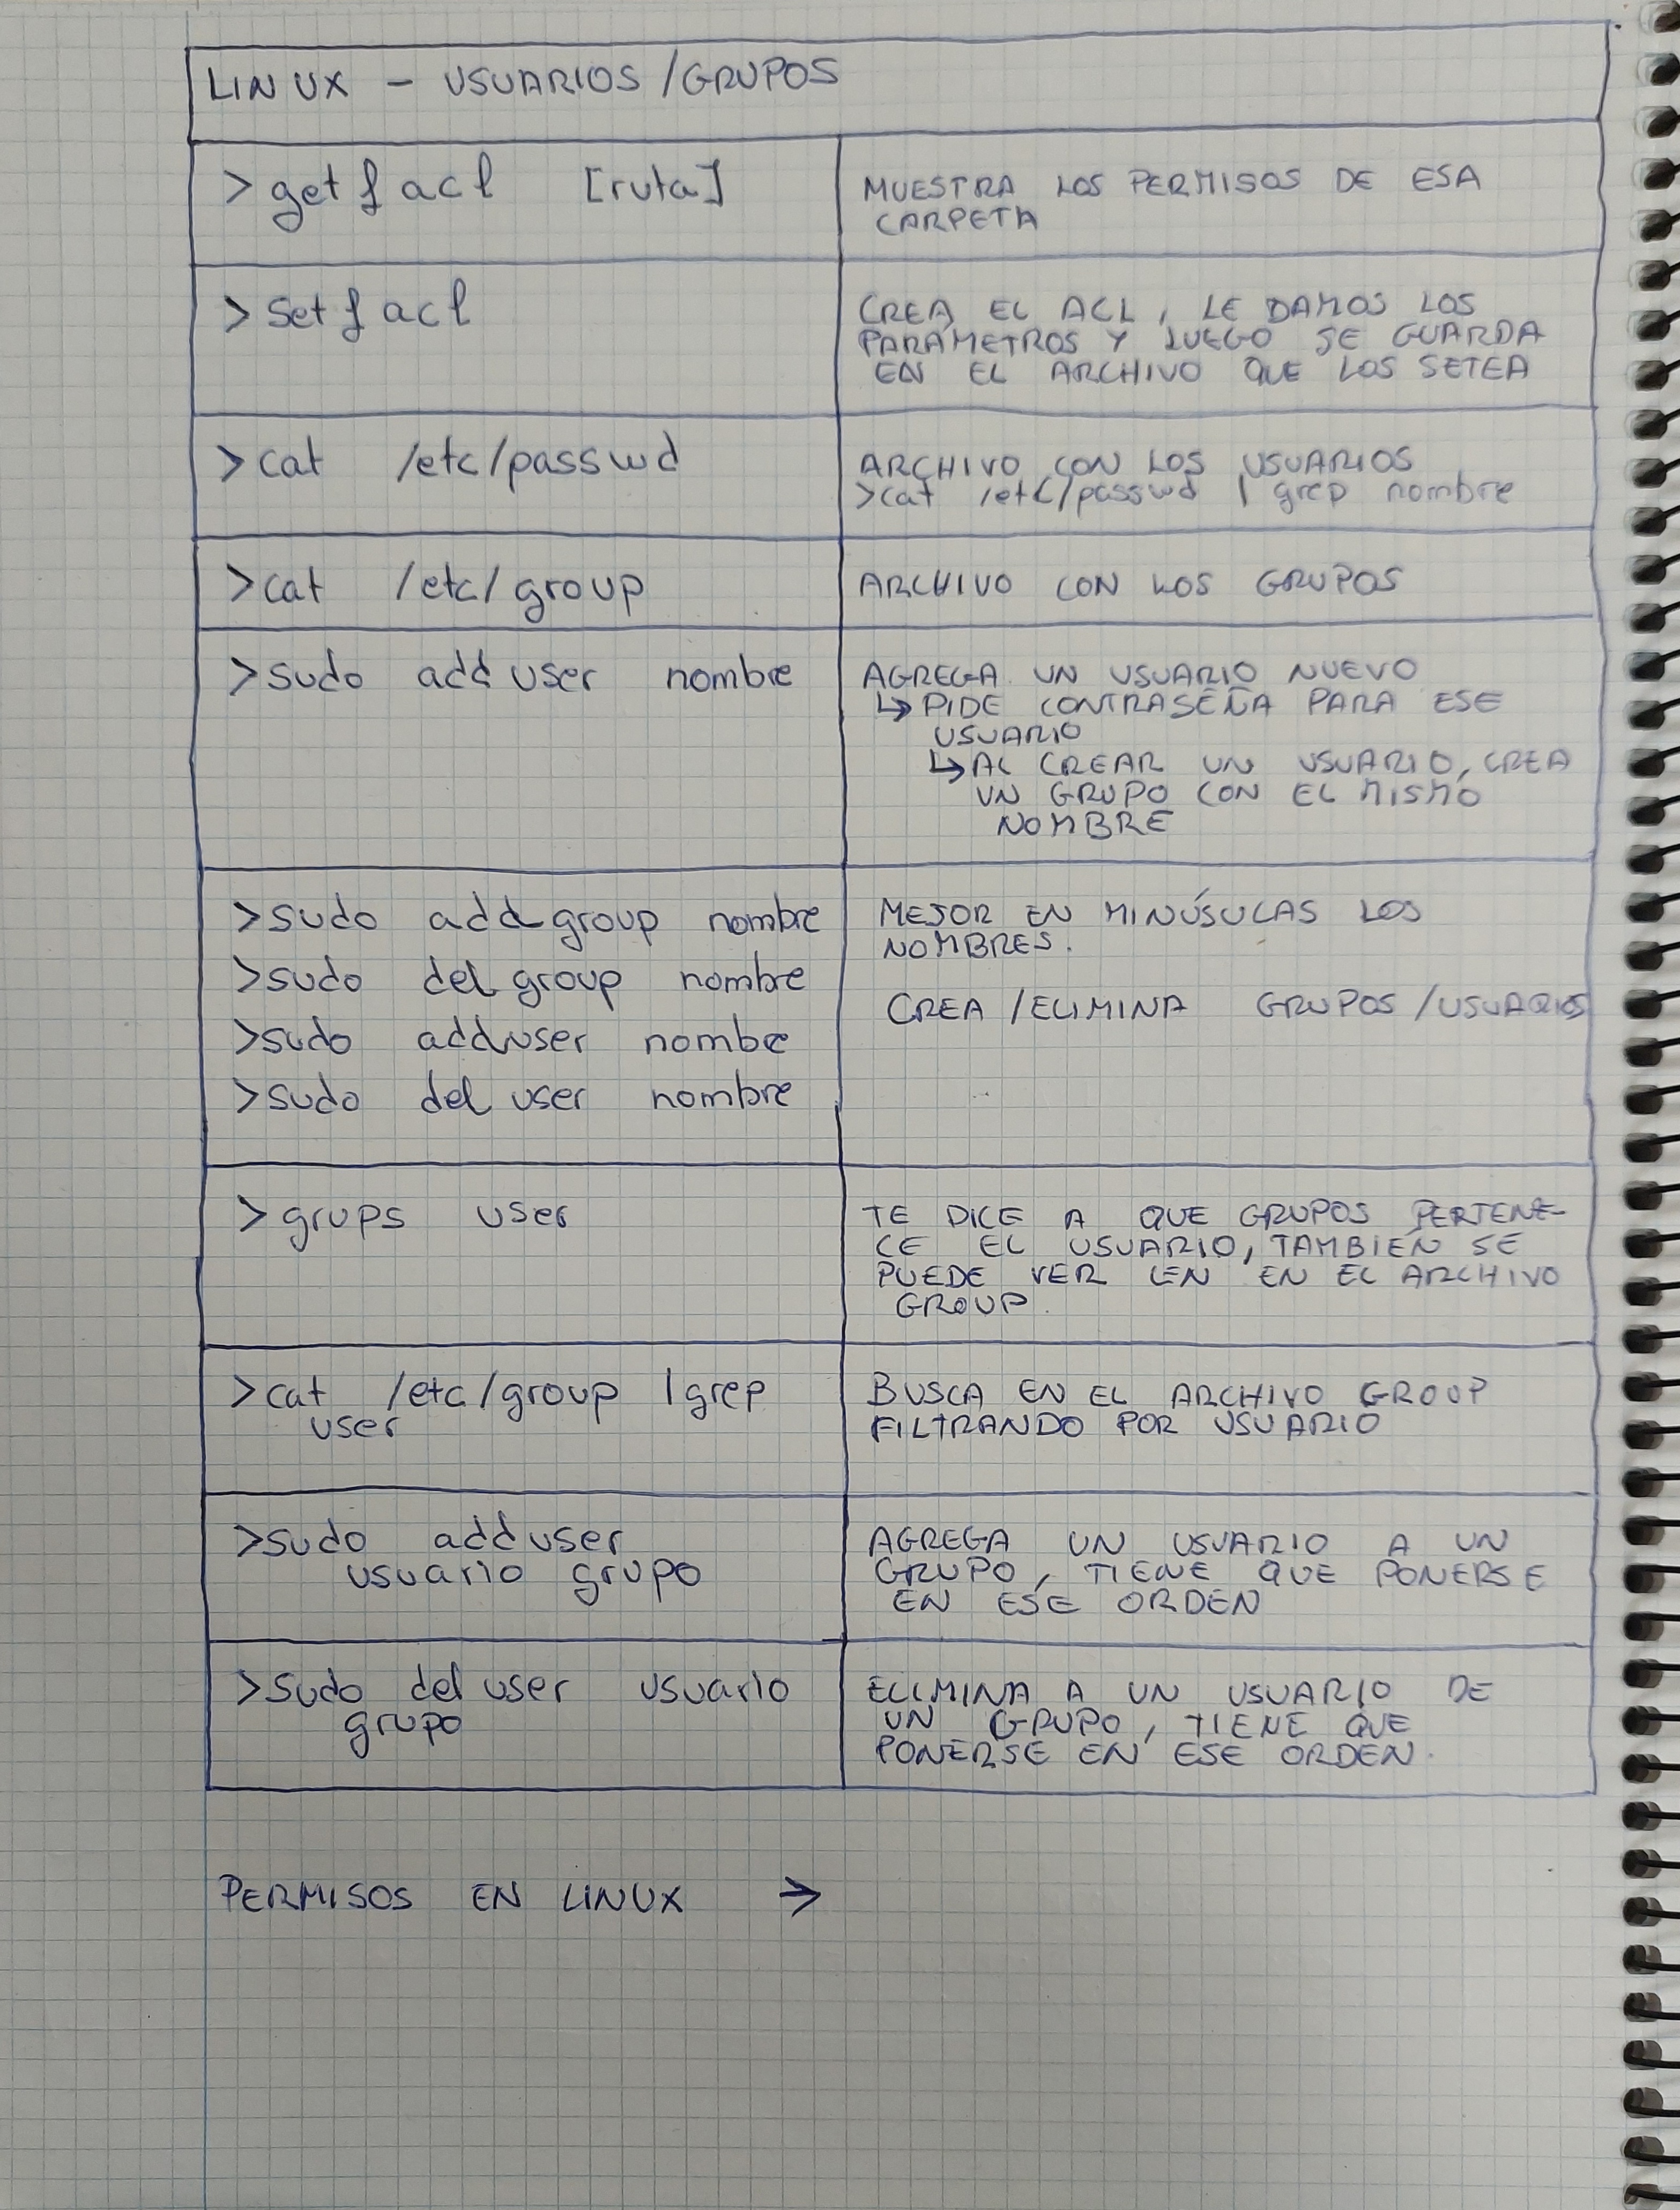 LINUX - USUARIOS/GRUPOS
>getfacl [ruta]
MUESTRA LOS PERMISOS DE ESA
CARPETA
>setfacl
CREA EL ACL, LE DAMOS LOS
PARÁMETROS Y LUEGO SE GUARDA
EN EL ARCHIVO QUE LOS SETEA
>cat /etc/passwd
ARCHIVO CON LOS USUARIOS
>cat /etc/passwd | grep nombre
>cat /etc/group
ARCHIVO CON LOS GRUPOS
>sudo adduser nombre
AGREGA UN USUARIO NUEVO
↳ PIDE CONTRASEÑA PARA ESE
USUARIO
↳ AL CREAR UN USUARIO, CREA
UN GRUPO CON EL MISMO
NOMBRE
>sudo addgroup nombre
>sudo delgroup nombre
>sudo adduser nombre
>sudo deluser nombre
MEJOR EN MINÚSULAS LOS
NOMBRES.
CREA/ELIMINA GRUPOS/USUARIOS
>grups user
TE DICE A QUE GRUPOS PERTENE-
CE EL USUARIO, TAMBIÉN SE
PUEDE VER EN EN EL ARCHIVO
GROUP.
>cat /etc/group |grep
user
BUSCA EN EL ARCHIVO GROUP
FILTRANDO POR USUARIO
>sudo adduser
usuario grupo
AGREGA UN USUARIO A UN
GRUPO, TIENE QUE PONERSE
EN ESE ORDEN
>sudo deluser usuario
grupo
ELIMINA A UN USUARIO DE
UN GRUPO, TIENE QUE
PONERSE EN ESE ORDEN.
PERMISOS EN LINUX →